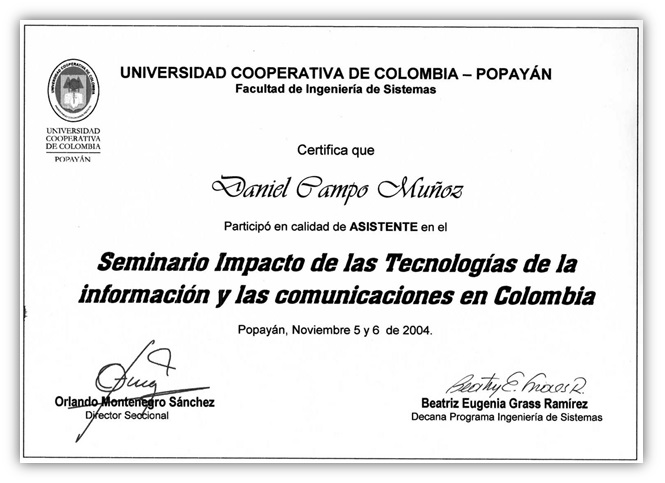 UNIVERSIDAD COOPERATIVA DE COLOMBIA – POPAYÁN
Facultad de Ingeniería de Sistemas
UNIVERSIDAD
COOPERATIVA
DE COLOMBIA
POPAYÁN
Certifica que
Daniel Campo Muñoz
Participó en calidad de ASISTENTE en el
Seminario Impacto de las Tecnologías de la
información y las comunicaciones en Colombia
Popayán, Noviembre 5 y 6 de 2004.
Orlando Montenegro Sánchez
Director Seccional
Beatriz Eugenia Grass Ramírez
Decana Programa Ingeniería de Sistemas